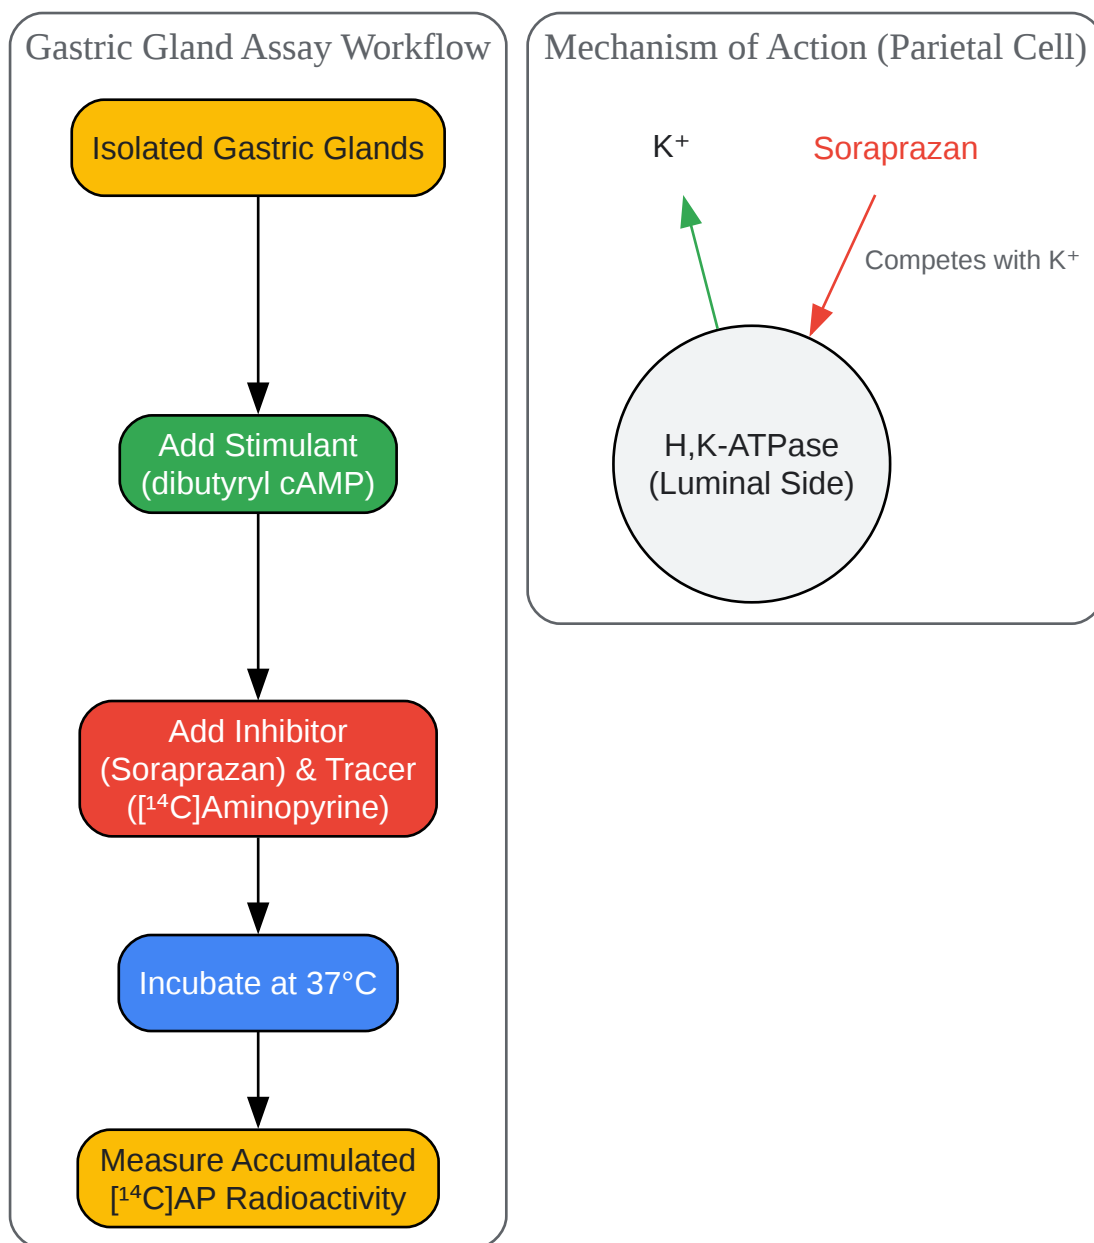 Gastric Gland Assay Workflow
Isolated Gastric Glands
Add Stimulant
(dibutyryl cAMP)
Add Inhibitor
(Soraprazan) & Tracer
([¹⁴C]Aminopyrine)
Incubate at 37°C
Measure Accumulated
[¹⁴C]AP Radioactivity
Mechanism of Action (Parietal Cell)
K⁺
Soraprazan
Competes with K⁺
H,K-ATPase
(Luminal Side)